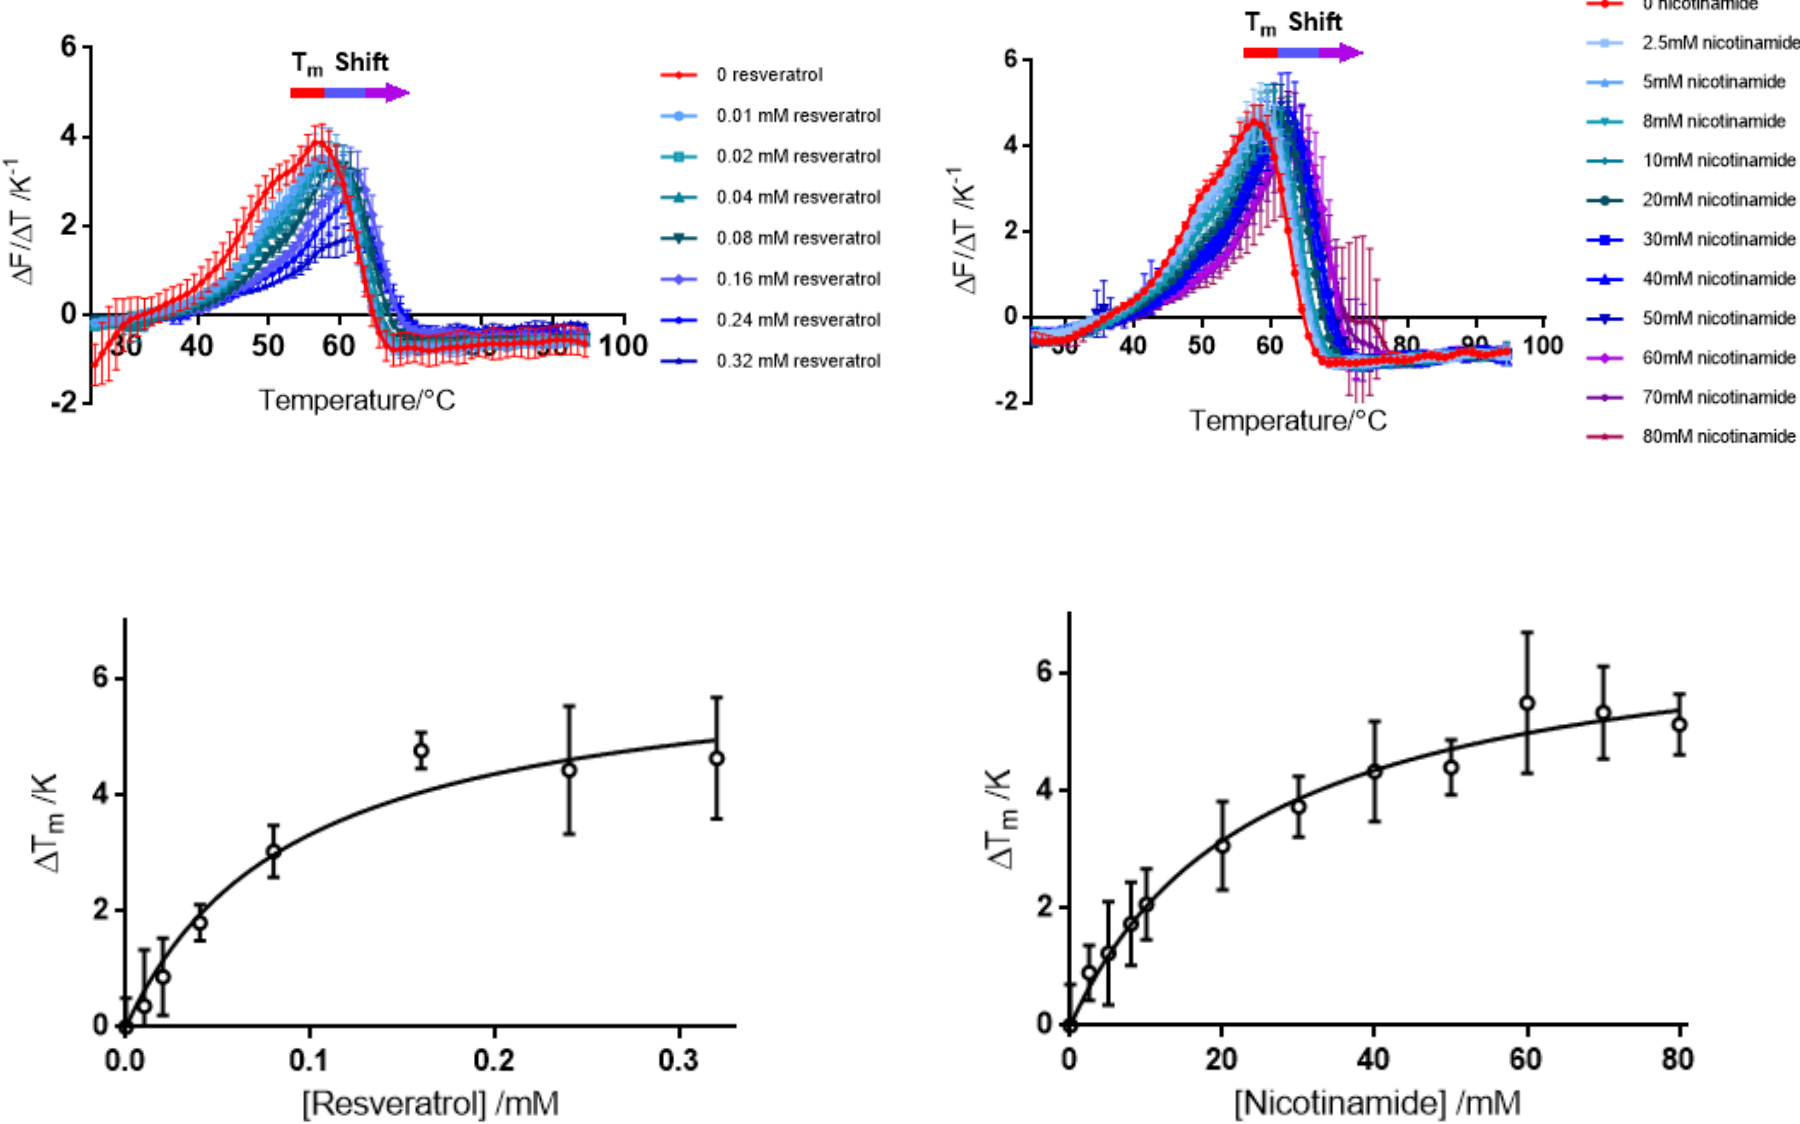 Tm Shift
6
4
2
0
-2
ΔF/ΔT /K-1
30 40 50 60 100
Temperature/°C
0 resveratrol
0.01 mM resveratrol
0.02 mM resveratrol
0.04 mM resveratrol
0.08 mM resveratrol
0.16 mM resveratrol
0.24 mM resveratrol
0.32 mM resveratrol
Tm Shift
6
4
2
0
-2
ΔF/ΔT /K-1
30 40 50 60 80 90 100
Temperature/°C
0 nicotinamide
2.5mM nicotinamide
5mM nicotinamide
8mM nicotinamide
10mM nicotinamide
20mM nicotinamide
30mM nicotinamide
40mM nicotinamide
50mM nicotinamide
60mM nicotinamide
70mM nicotinamide
80mM nicotinamide
6
4
2
0
ΔTm /K
0.0 0.1 0.2 0.3
[Resveratrol] /mM
6
4
2
0
ΔTm /K
0 20 40 60 80
[Nicotinamide] /mM